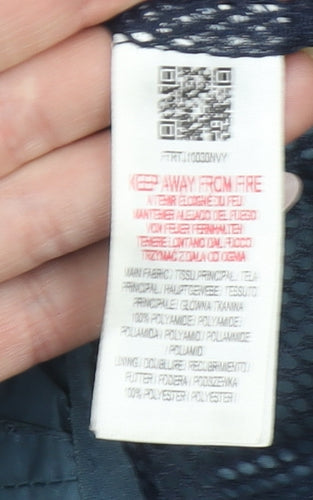 KEEP AWAY FROM FIRE
A TENIR ELOIGNE DU FEU
MANTENER ALEJADO DEL FUEGO
VON FEUER FERNHALTEN
TENERE LONTANO DAL FUOCO
TRZYMAC Z DALA OD OGNIA
MAIN FABRIC / TISSU PRINCIPAL / TELA
PRINCIPAL / HAUPTGEWEBE / TESSUTO
PRINCIPALE / GLOWNA TKANINA
100% POLYAMIDE / POLYAMIDE /
POLIAMIDA / POLYAMID / POLIAMMIDE
/ POLIAMID
LINING / DOUBLURE / RECUBRIMIENTO /
FUTTER / FODERA / PODSZEWKA
100% POLYESTER / POLYESTER /